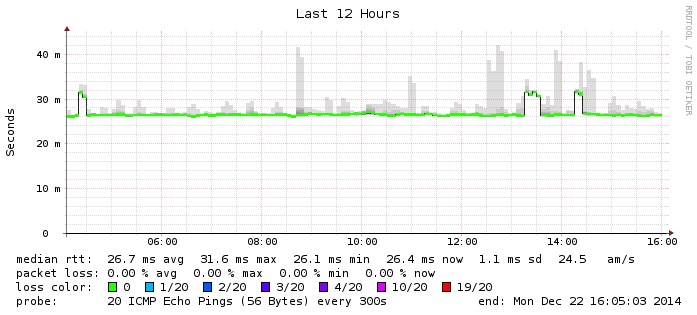 Last 12 Hours
RRDTOOL / TOBI OETIKER
Seconds
40 m
30 m
20 m
10 m
0
06:00 08:00 10:00 12:00 14:00 16:00
median rtt: 26.7 ms avg 31.6 ms max 26.1 ms min 26.4 ms now 1.1 ms sd 24.5 am/s
packet loss: 0.00 % avg 0.00 % max 0.00 % min 0.00 % now
loss color: 0 1/20 2/20 3/20 4/20 10/20 19/20
probe: 20 ICMP Echo Pings (56 Bytes) every 300s end: Mon Dec 22 16:05:03 2014